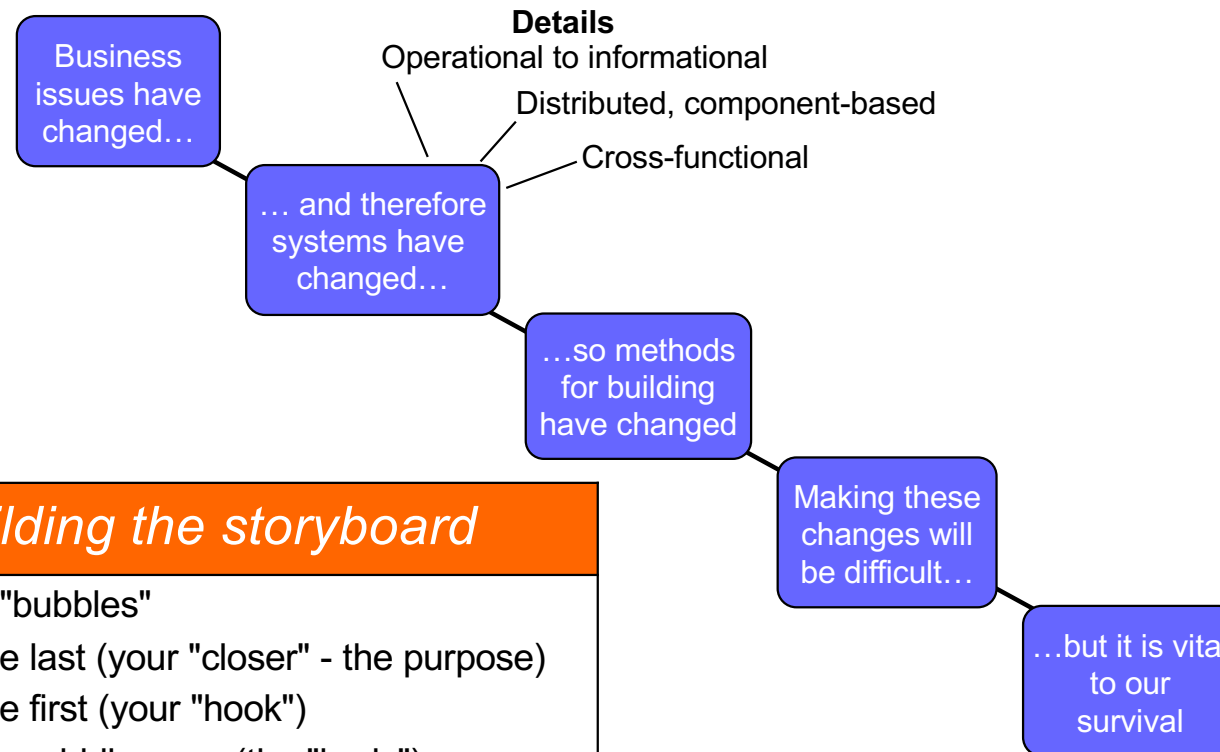 Details
Operational to informational
Distributed, component-based
Cross-functional
Business
issues have
changed…
… and therefore
systems have
changed…
…so methods
for building
have changed
Making these
changes will
be difficult…
…but it is vita
to our
survival
ilding the storyboard
"bubbles"
e last (your "closer" - the purpose)
e first (your "hook")